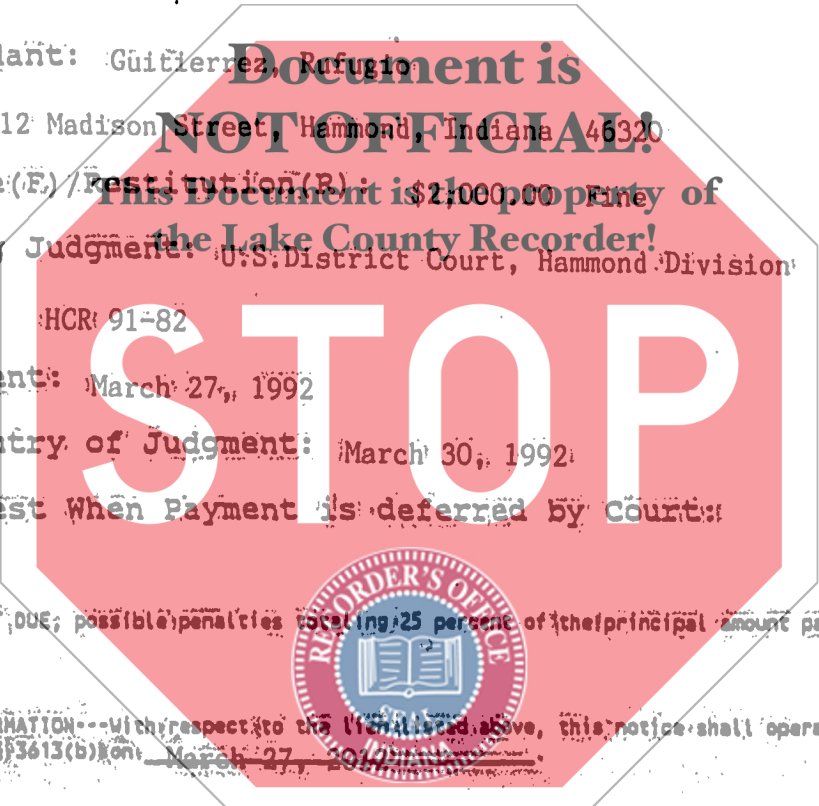 lant: Guitierrez, Rufugio
Document is
12 Madison Street, Hammond, Indiana 46320
NOT OFFICIAL!
e(F)/Restitution(R): $2,000.00 Fine
This Document is the property of
the Lake County Recorder!
Judgment: U.S. District Court, Hammond Division
HCR 91-82
STOP
ent: March 27, 1992
ntry of Judgment: March 30, 1992
est When Payment is deferred by Court:
RECORDER'S OFFICE
DUE, possible penalties totaling 25 percent of the principal amount pa
SEAL
INDIANA
RMATION---With respect to the lien listed above, this notice shall opera
3613(b) on March 27,